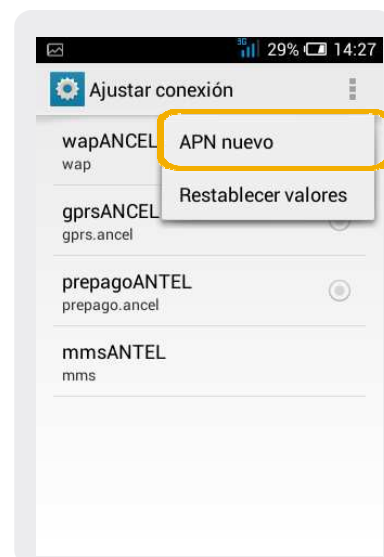 3G 29% 14:27
Ajustar conexión
wapANCEL
wap
APN nuevo
Restablecer valores
gprsANCEL
gprs.ancel
prepagoANTEL
prepago.ancel
mmsANTEL
mms